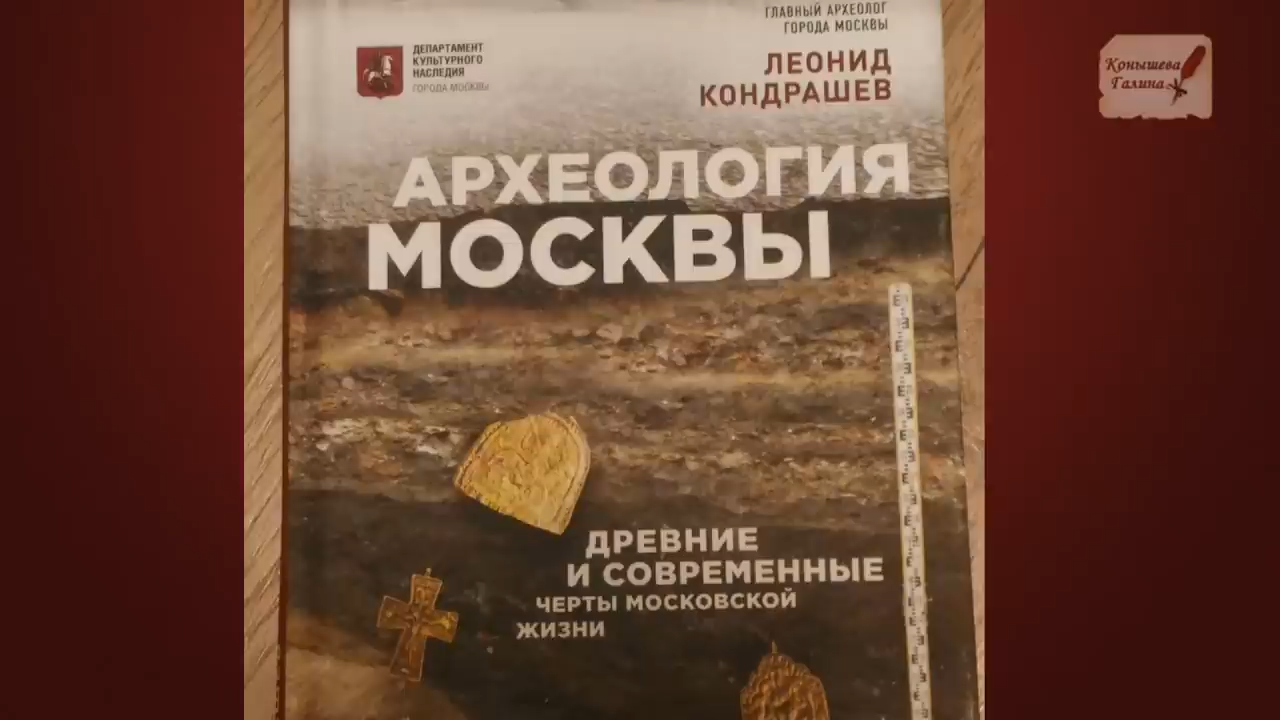 ГЛАВНЫЙ АРХЕОЛОГ
ГОРОДА МОСКВЫ
ЛЕОНИД
КОНДРАШЕВ
ДЕПАРТАМЕНТ
КУЛЬТУРНОГО
НАСЛЕДИЯ
ГОРОДА МОСКВЫ
Конышева
Галина
АРХЕОЛОГИЯ
МОСКВЫ
ДРЕВНИЕ
И СОВРЕМЕННЫЕ
ЧЕРТЫ МОСКОВСКОЙ
ЖИЗНИ